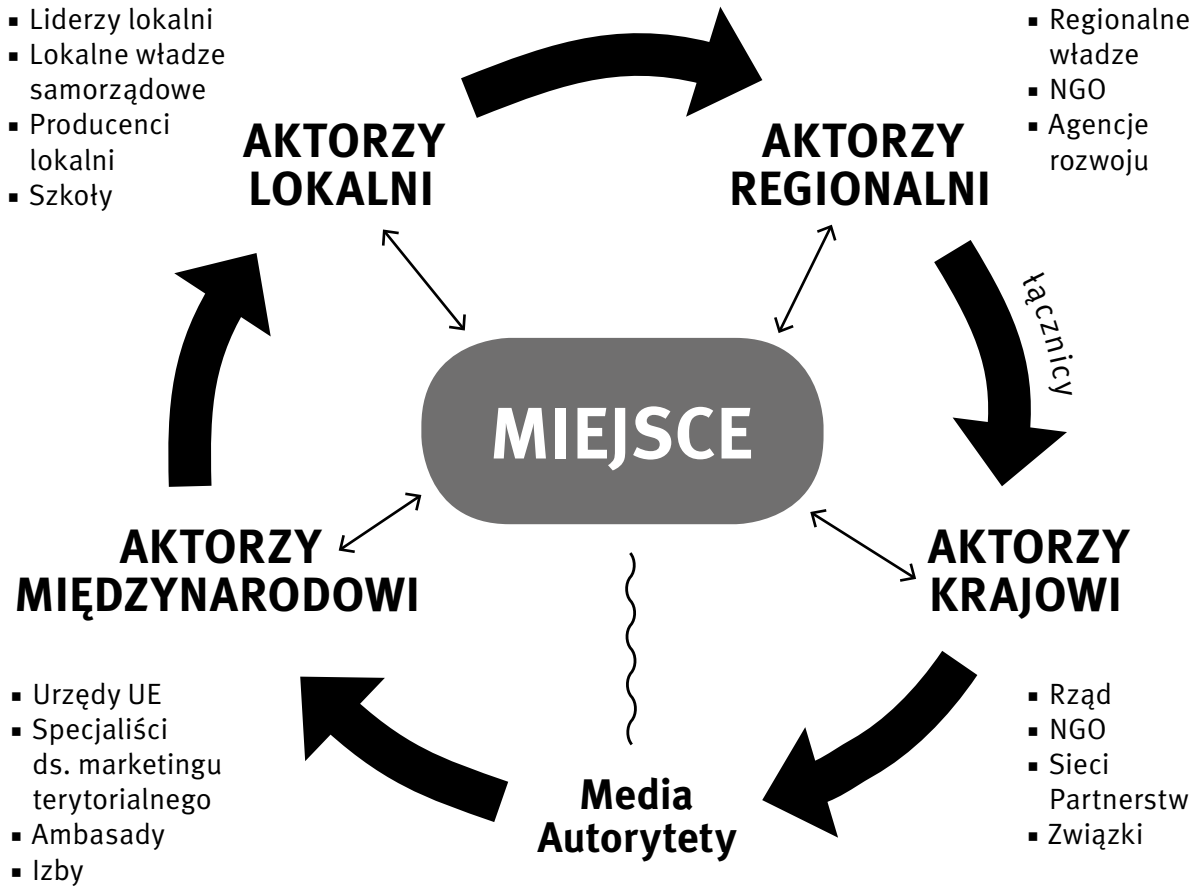 ▪ Liderzy lokalni
▪ Lokalne władze
samorządowe
▪ Producenci
lokalni
▪ Szkoły
AKTORZY
LOKALNI
AKTORZY
REGIONALNI
▪ Regionalne
władze
▪ NGO
▪ Agencje
rozwoju
łącznicy
MIEJSCE
AKTORZY
MIĘDZYNARODOWI
AKTORZY
KRAJOWI
▪ Urzędy UE
▪ Specjaliści
ds. marketingu
terytorialnego
▪ Ambasady
▪ Izby
Media
Autorytety
▪ Rząd
▪ NGO
▪ Sieci
Partnerstw
▪ Związki